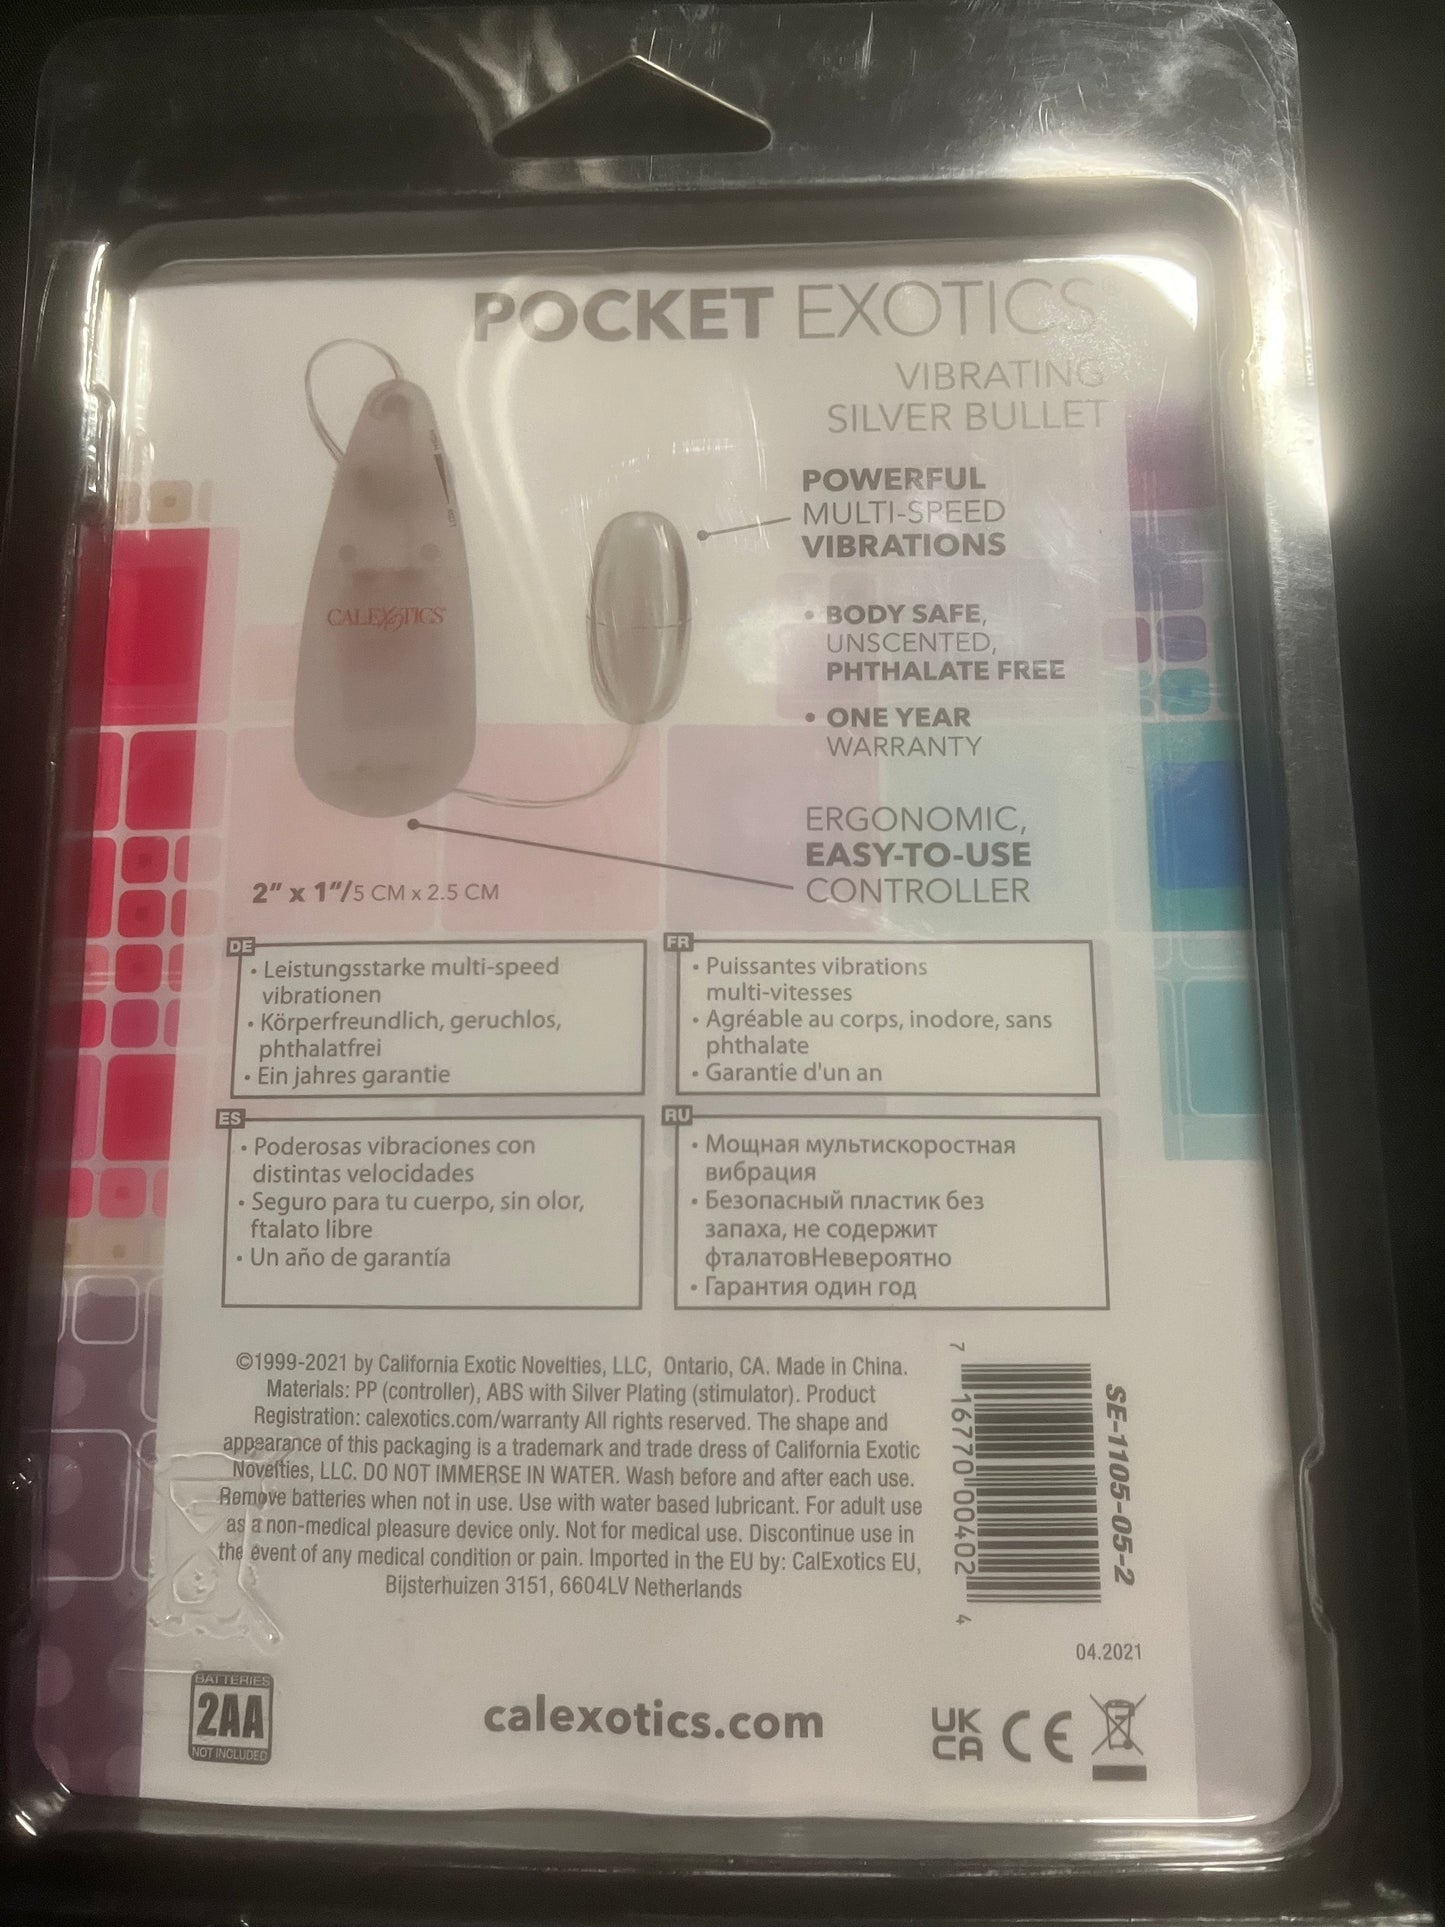 POCKET EXOTICS®
VIBRATING
SILVER BULLET
POWERFUL
MULTI-SPEED
VIBRATIONS
HIGH
LOW
CALEXOTICS
• BODY SAFE,
UNSCENTED,
PHTHALATE FREE
• ONE YEAR
WARRANTY
ERGONOMIC,
EASY-TO-USE
CONTROLLER
2" x 1"/5 CM x 2.5 CM
DE
• Leistungsstarke multi-speed
vibrationen
• Körperfreundlich, geruchlos,
phthalatfrei
• Ein jahres garantie
FR
• Puissantes vibrations
multi-vitesses
• Agréable au corps, inodore, sans
phthalate
• Garantie d'un an
ES
• Poderosas vibraciones con
distintas velocidades
• Seguro para tu cuerpo, sin olor,
ftalato libre
• Un año de garantía
RU
• Мощная мультискоростная
вибрация
• Безопасный пластик без
запаха, не содержит
фталатовНевероятно
• Гарантия один год
©1999-2021 by California Exotic Novelties, LLC, Ontario, CA. Made in China.
Materials: PP (controller), ABS with Silver Plating (stimulator). Product
Registration: calexotics.com/warranty All rights reserved. The shape and
appearance of this packaging is a trademark and trade dress of California Exotic
Novelties, LLC. DO NOT IMMERSE IN WATER. Wash before and after each use.
Remove batteries when not in use. Use with water based lubricant. For adult use
as a non-medical pleasure device only. Not for medical use. Discontinue use in
the event of any medical condition or pain. Imported in the EU by: CalExotics EU,
Bijsterhuizen 3151, 6604LV Netherlands
7 16770 00402 4
SE-1105-05-2
04.2021
BATTERIES
2AA
NOT INCLUDED
calexotics.com
UK
CA
CE